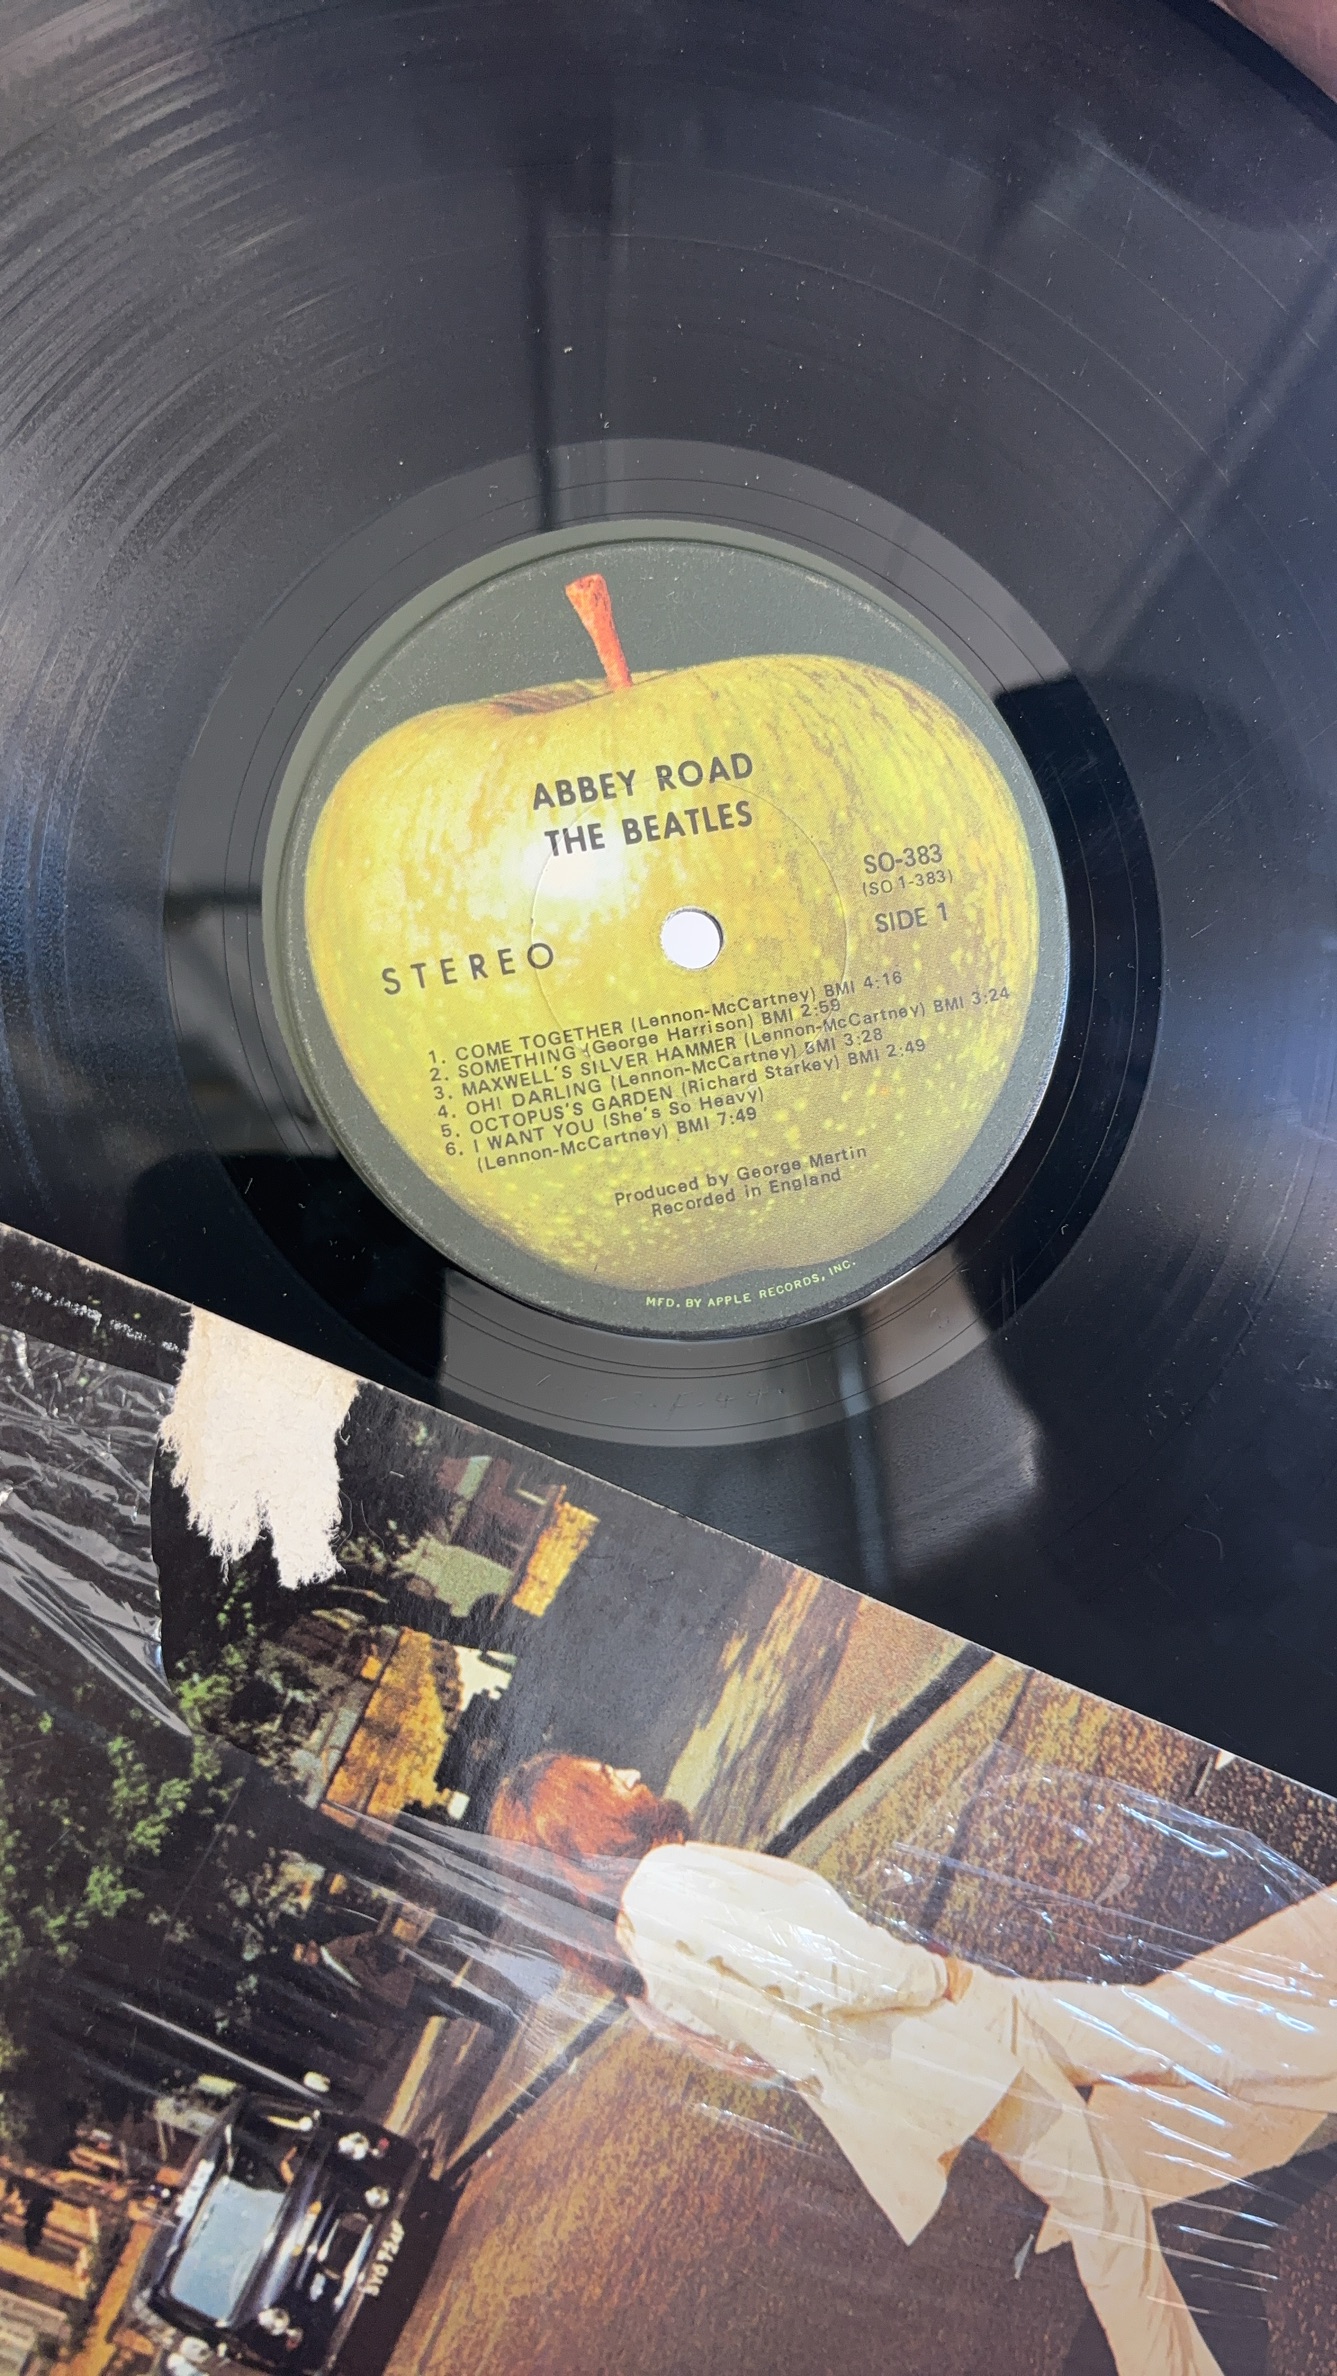 ABBEY ROAD
THE BEATLES
SO-383
(SO 1-383)
SIDE 1
STEREO
1. COME TOGETHER (Lennon-McCartney) BMI 4:16
2. SOMETHING (George Harrison) BMI 2:59
3. MAXWELL'S SILVER HAMMER (Lennon-McCartney) BMI 3:24
4. OH! DARLING (Lennon-McCartney) BMI 3:28
5. OCTOPUS'S GARDEN (Richard Starkey) BMI 2:49
6. I WANT YOU (She's So Heavy)
(Lennon-McCartney) BMI 7:49
Produced by George Martin
Recorded in England
MFD. BY APPLE RECORDS, INC.